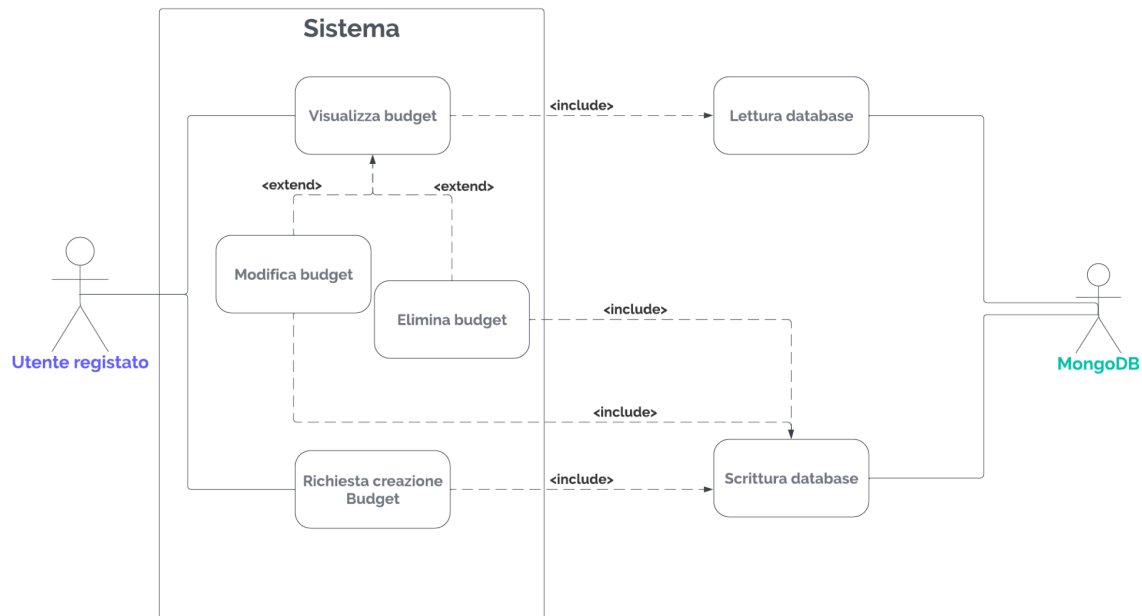 Sistema
Visualizza budget
<include>
Lettura database
<extend>
<extend>
Modifica budget
Elimina budget
<include>
Utente registato
MongoDB
<include>
Richiesta creazione
Budget
<include>
Scrittura database